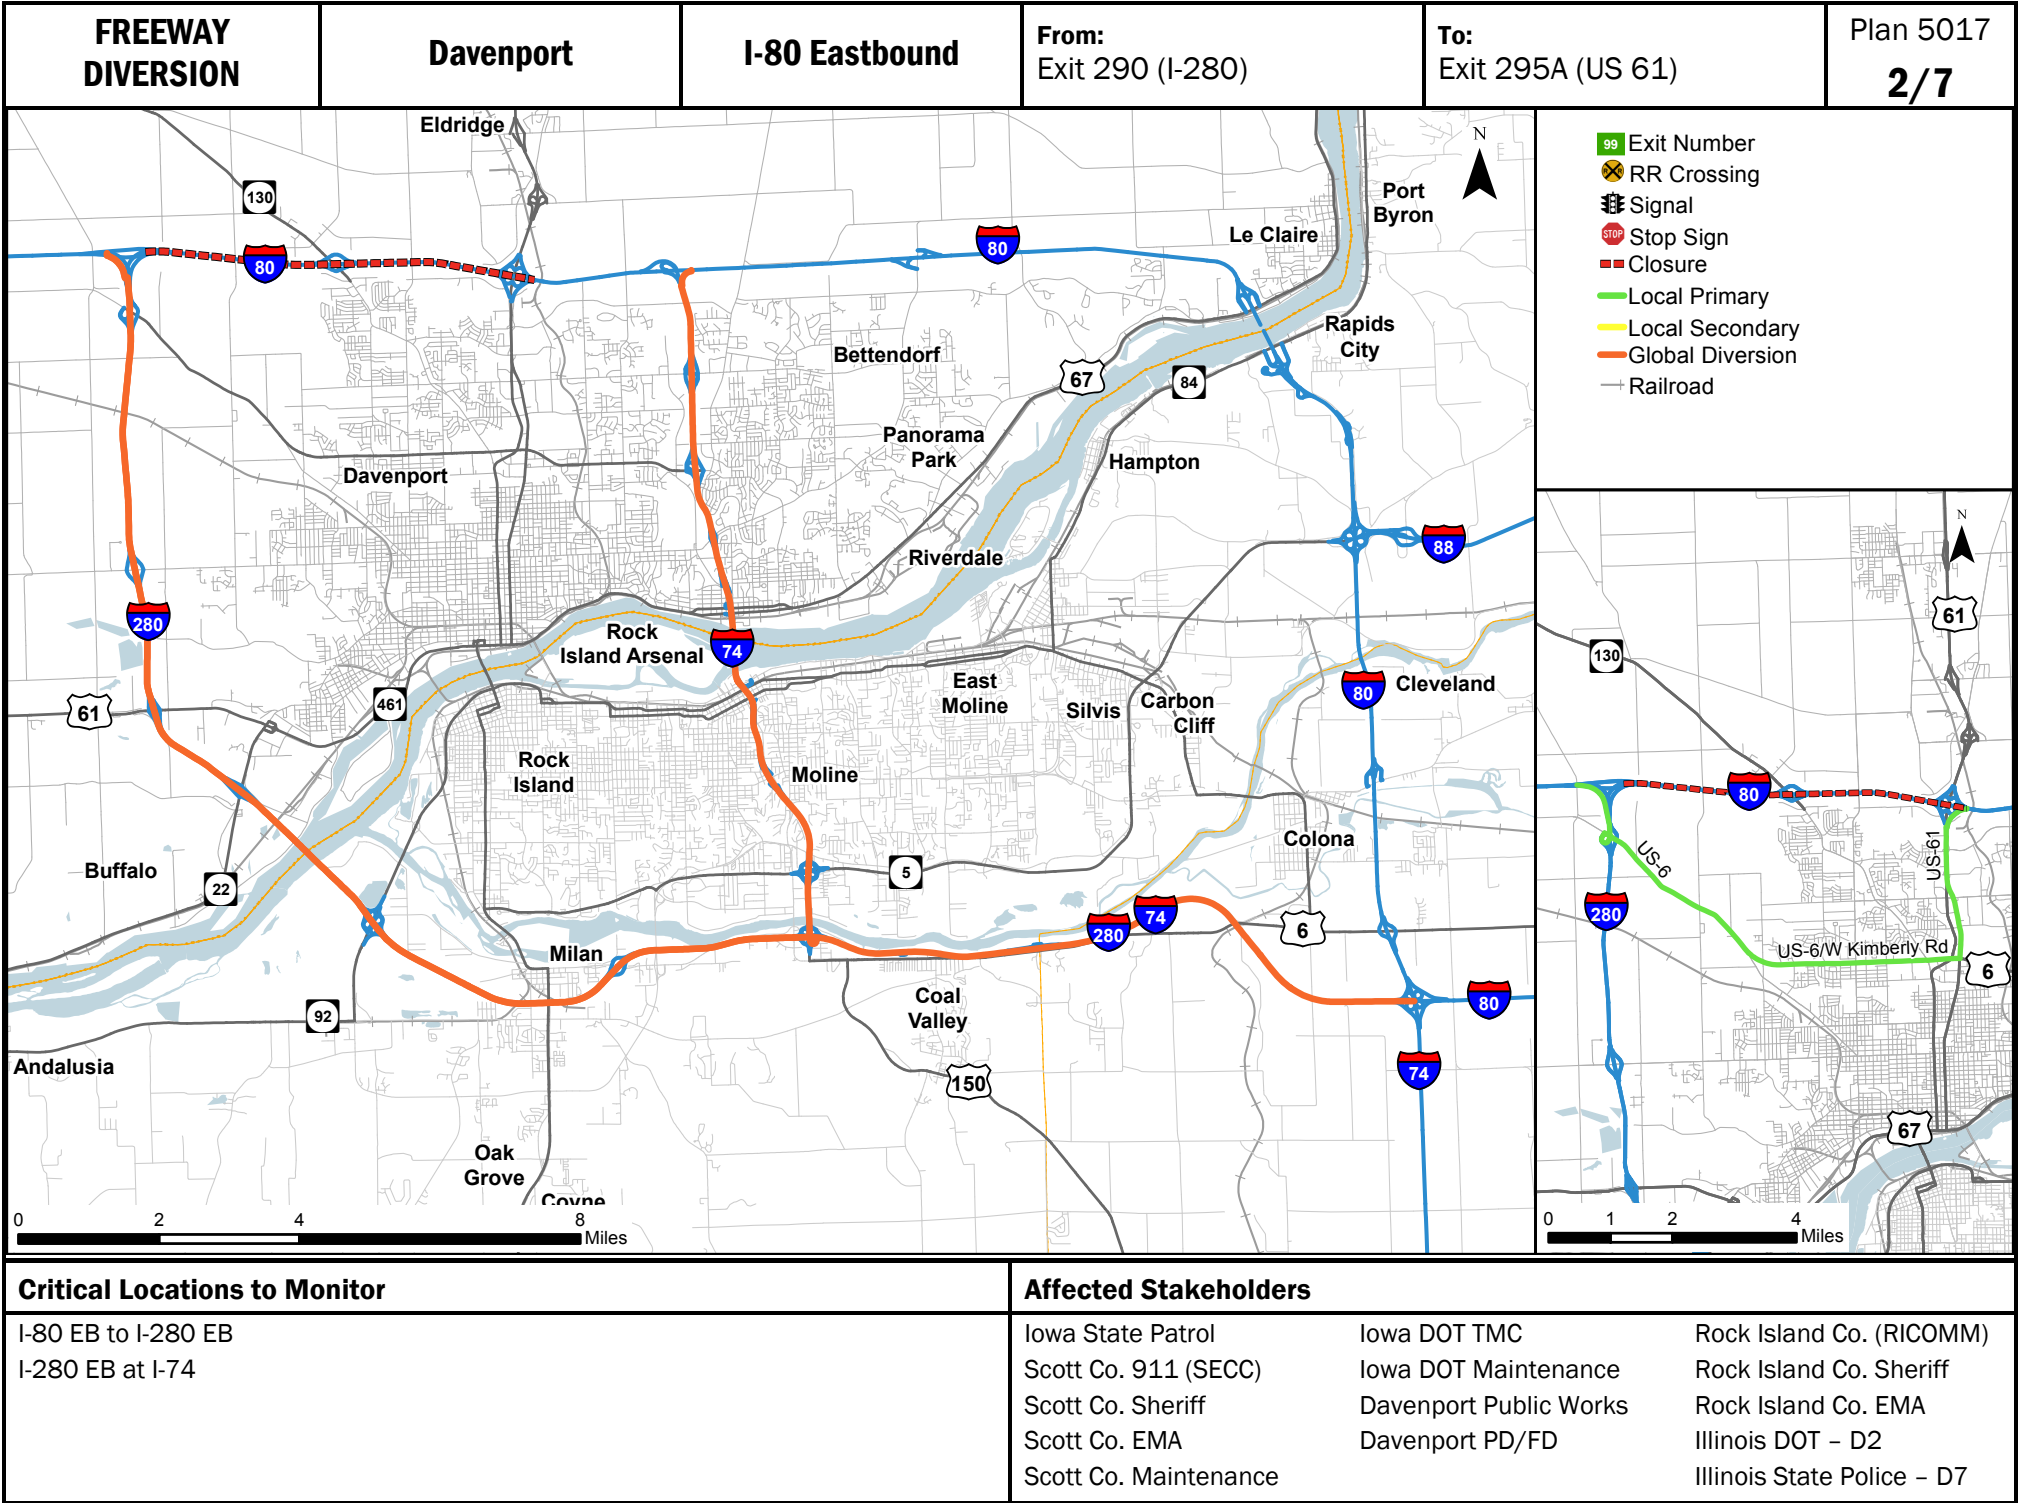 FREEWAY
DIVERSION
Davenport
I-80 Eastbound
From:
Exit 290 (I-280)
To:
Exit 295A (US 61)
Plan 5017
2/7
Eldridge
N
130
Port
Byron
Le Claire
80
80
Rapids
City
Bettendorf
67
84
Panorama
Park
Hampton
Davenport
88
Riverdale
280
Rock
Island Arsenal
74
East
Moline
80
Cleveland
61
461
Silvis
Carbon
Cliff
Rock
Island
Moline
Colona
Buffalo
22
5
74
280
6
Milan
Coal
Valley
80
92
Andalusia
74
150
Oak
Grove
Coyne
0 2 4 8
Miles
99 Exit Number
RR Crossing
Signal
STOP Stop Sign
Closure
Local Primary
Local Secondary
Global Diversion
Railroad
N
61
130
80
US-6
US-61
280
US-6/W Kimberly Rd
6
67
0 1 2 4
Miles
Critical Locations to Monitor
I-80 EB to I-280 EB
I-280 EB at I-74
Affected Stakeholders
Iowa State Patrol
Scott Co. 911 (SECC)
Scott Co. Sheriff
Scott Co. EMA
Scott Co. Maintenance
Iowa DOT TMC
Iowa DOT Maintenance
Davenport Public Works
Davenport PD/FD
Rock Island Co. (RICOMM)
Rock Island Co. Sheriff
Rock Island Co. EMA
Illinois DOT – D2
Illinois State Police – D7